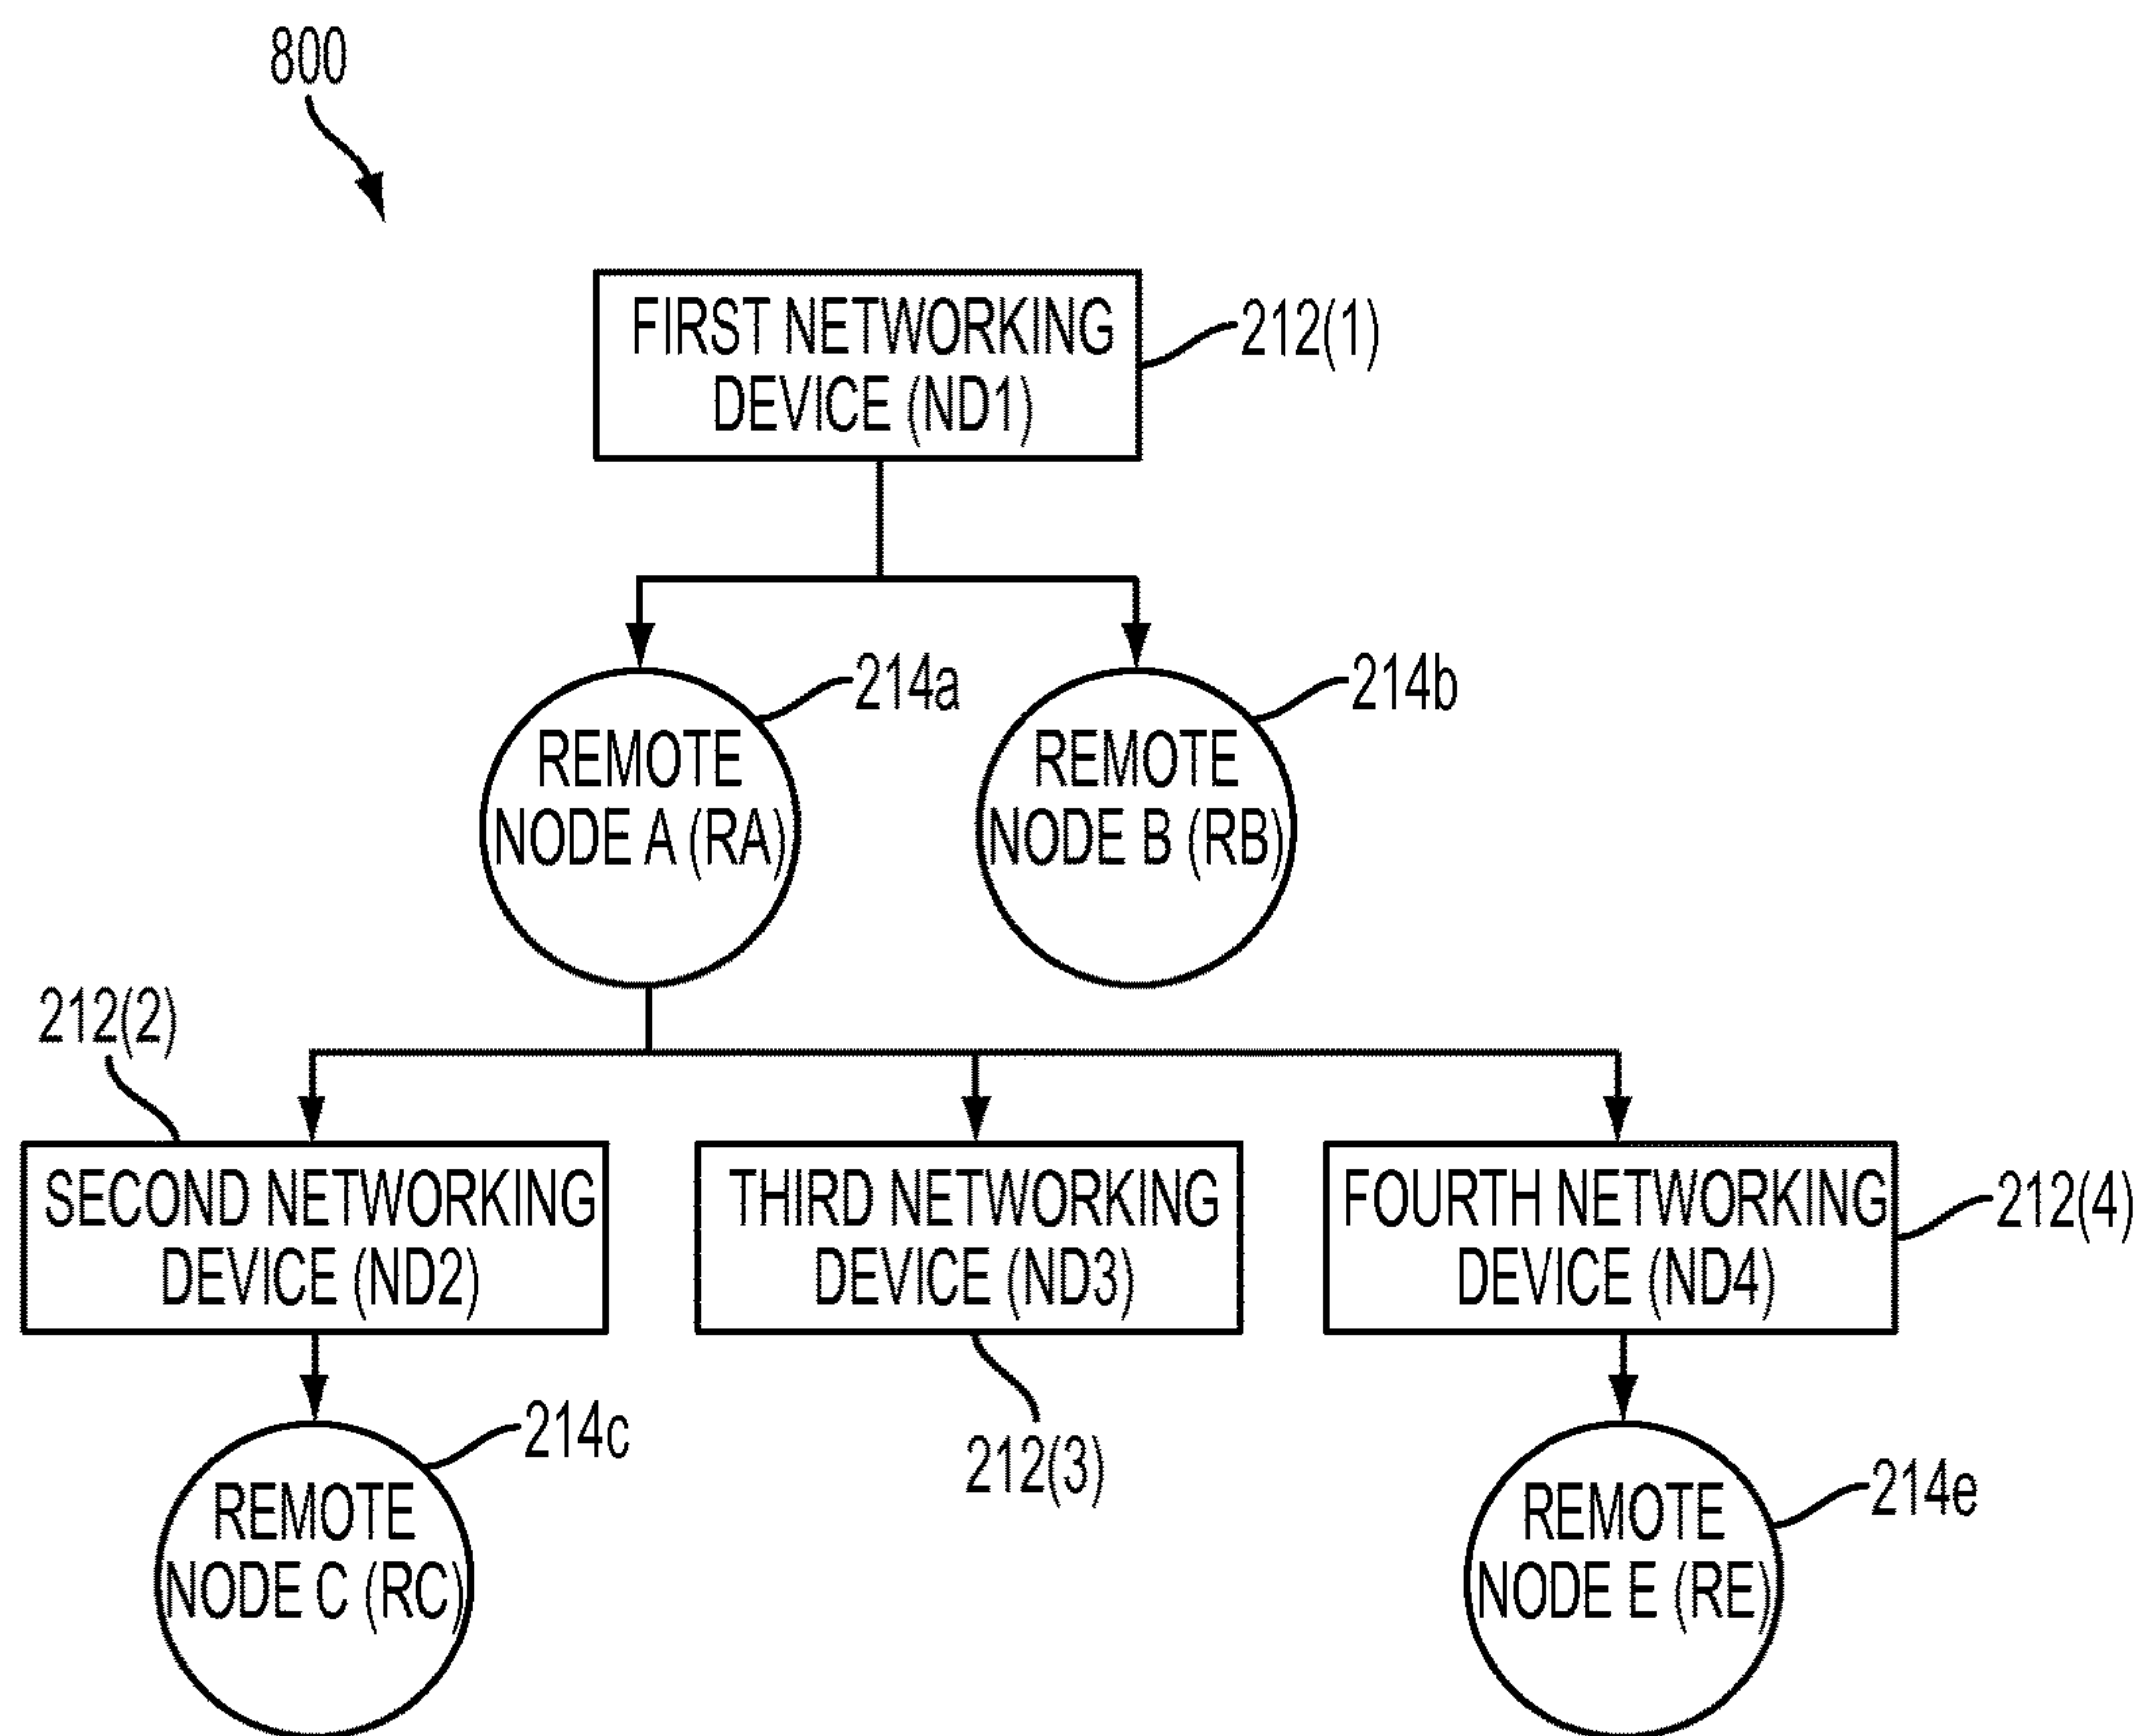 800
FIRST NETWORKING
DEVICE (ND1)
212(1)
214a
214b
REMOTE
NODE A (RA)
REMOTE
NODE B (RB)
212(2)
SECOND NETWORKING
DEVICE (ND2)
THIRD NETWORKING
DEVICE (ND3)
FOURTH NETWORKING
DEVICE (ND4)
212(4)
214c
212(3)
214e
REMOTE
NODE C (RC)
REMOTE
NODE E (RE)